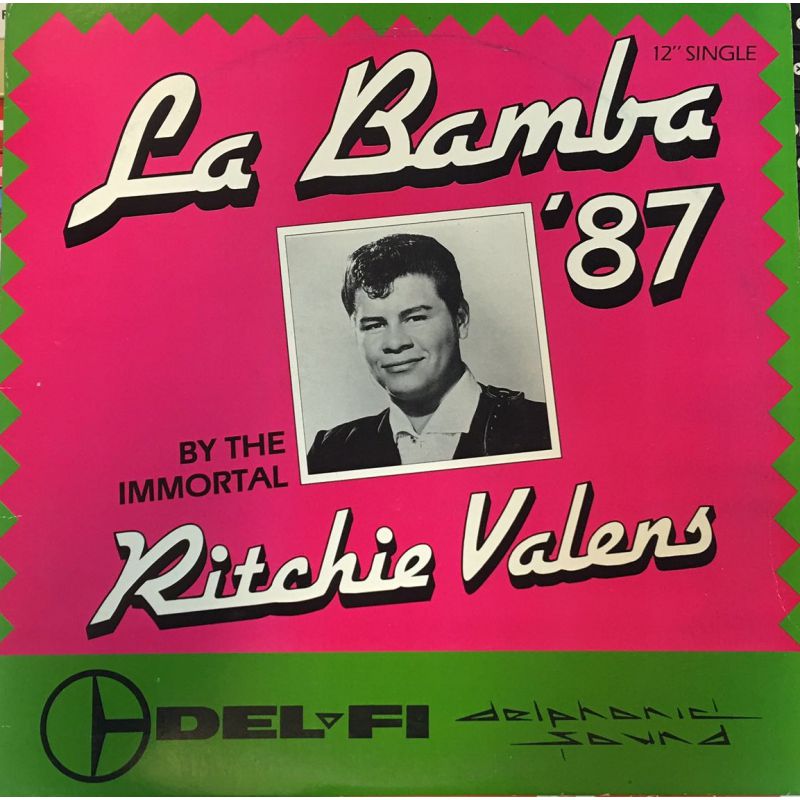 12" SINGLE
La Bamba
'87
BY THE
IMMORTAL
Ritchie Valens
DEL-FI
delphonic
sound